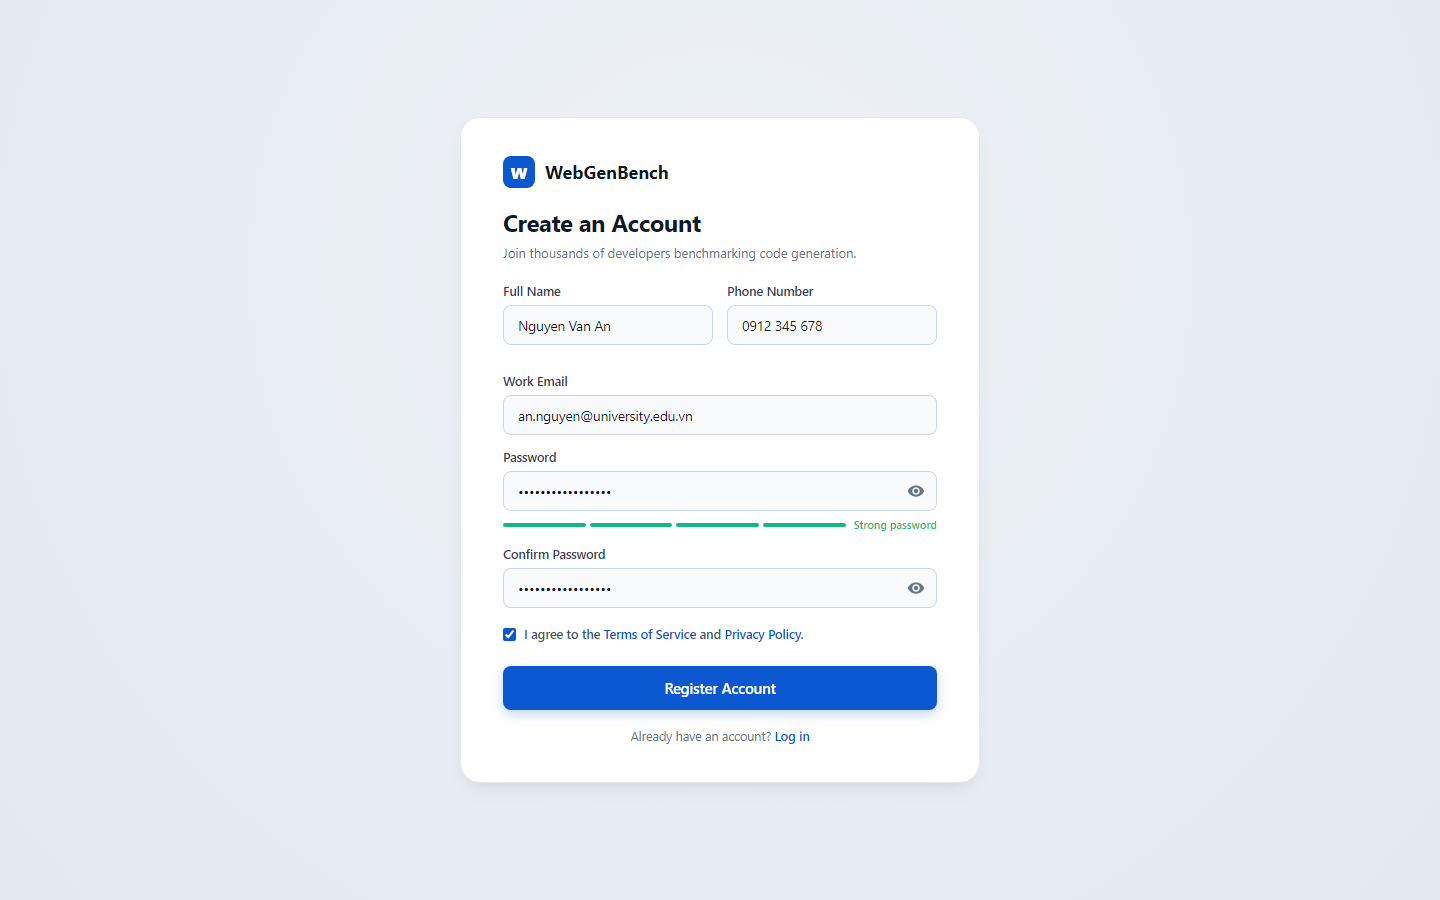 W WebGenBench
Create an Account
Join thousands of developers benchmarking code generation.
Full Name Phone Number
Nguyen Van An 0912 345 678
Work Email
an.nguyen@university.edu.vn
Password
•••••••••••••••••
Strong password
Confirm Password
•••••••••••••••••
I agree to the Terms of Service and Privacy Policy.
Register Account
Already have an account? Log in